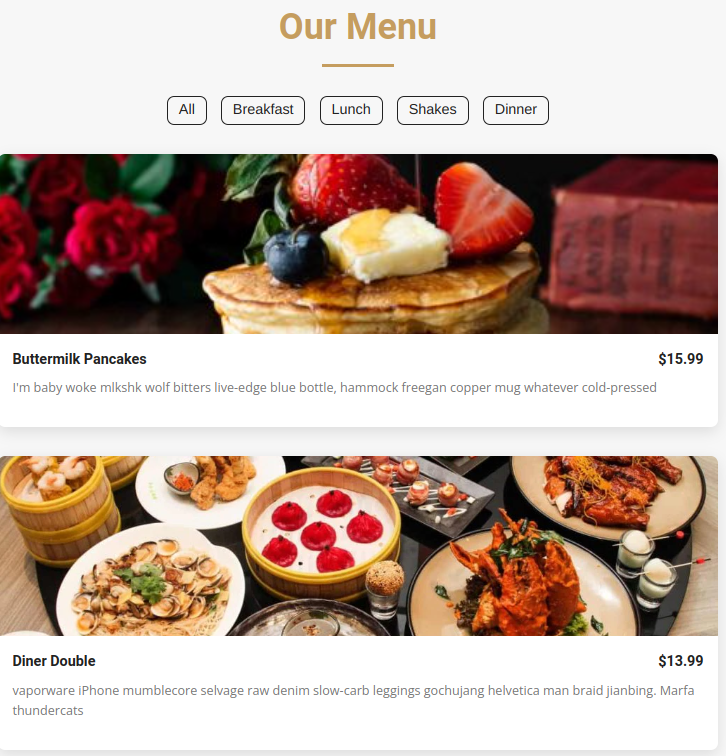 Our Menu
All Breakfast Lunch Shakes Dinner
Buttermilk Pancakes $15.99
I'm baby woke mlkshk wolf bitters live-edge blue bottle, hammock freegan copper mug whatever cold-pressed
Diner Double $13.99
vaporware iPhone mumblecore selvage raw denim slow-carb leggings gochujang helvetica man braid jianbing. Marfa
thundercats